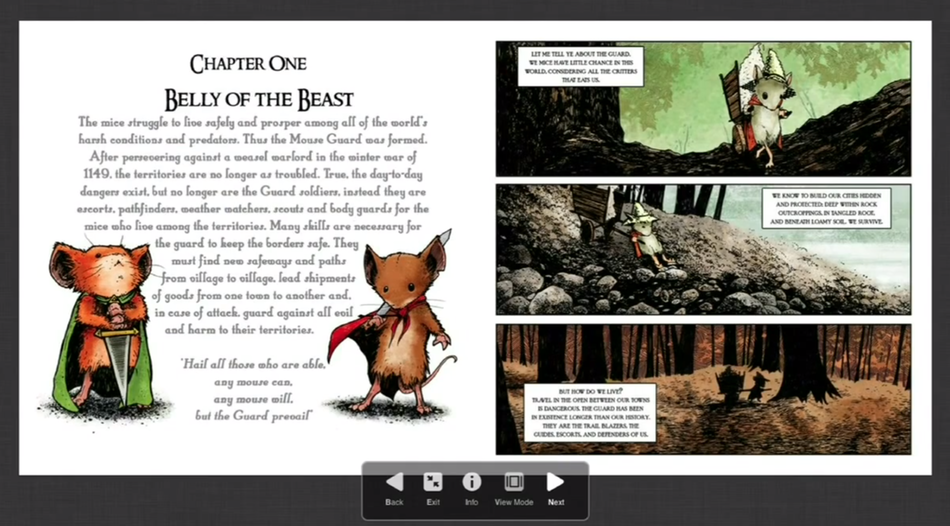 CHAPTER ONE
BELLY OF THE BEAST
The mice struggle to live safely and prosper among all of the world's
harsh conditions and predators. Thus the Mouse Guard was formed.
After persevering against a weasel warlord in the winter war of
1149, the territories are no longer as troubled. True, the day-to-day
dangers exist, but no longer are the Guard soldiers, instead they are
escorts, pathfinders, weather watchers, scouts and body guards for the
mice who live among the territories. Many skills are necessary for
the guard to keep the borders safe. They
must find new safeways and paths
from village to village, lead shipments
of goods from one town to another and,
in case of attack, guard against all evil
and harm to their territories.
"Hail all those who are able,
any mouse can,
any mouse will,
but the Guard prevail"
LET ME TELL YE ABOUT THE GUARD.
WE MICE HAVE LITTLE CHANCE IN THIS
WORLD, CONSIDERING ALL THE CRITTERS
THAT EATS US.
WE KNOW TO BUILD OUR CITIES HIDDEN
AND PROTECTED; DEEP WITHIN ROCK
OUTCROPPINGS, IN TANGLED ROOT,
AND BENEATH LOAMY SOIL, WE SURVIVE.
BUT HOW DO WE LIVE?
TRAVEL IN THE OPEN BETWEEN OUR TOWNS
IS DANGEROUS. THE GUARD HAS BEEN
IN EXISTENCE LONGER THAN OUR HISTORY.
THEY ARE THE TRAIL BLAZERS, THE
GUIDES, ESCORTS, AND DEFENDERS OF US.
Back Exit Info View Mode Next